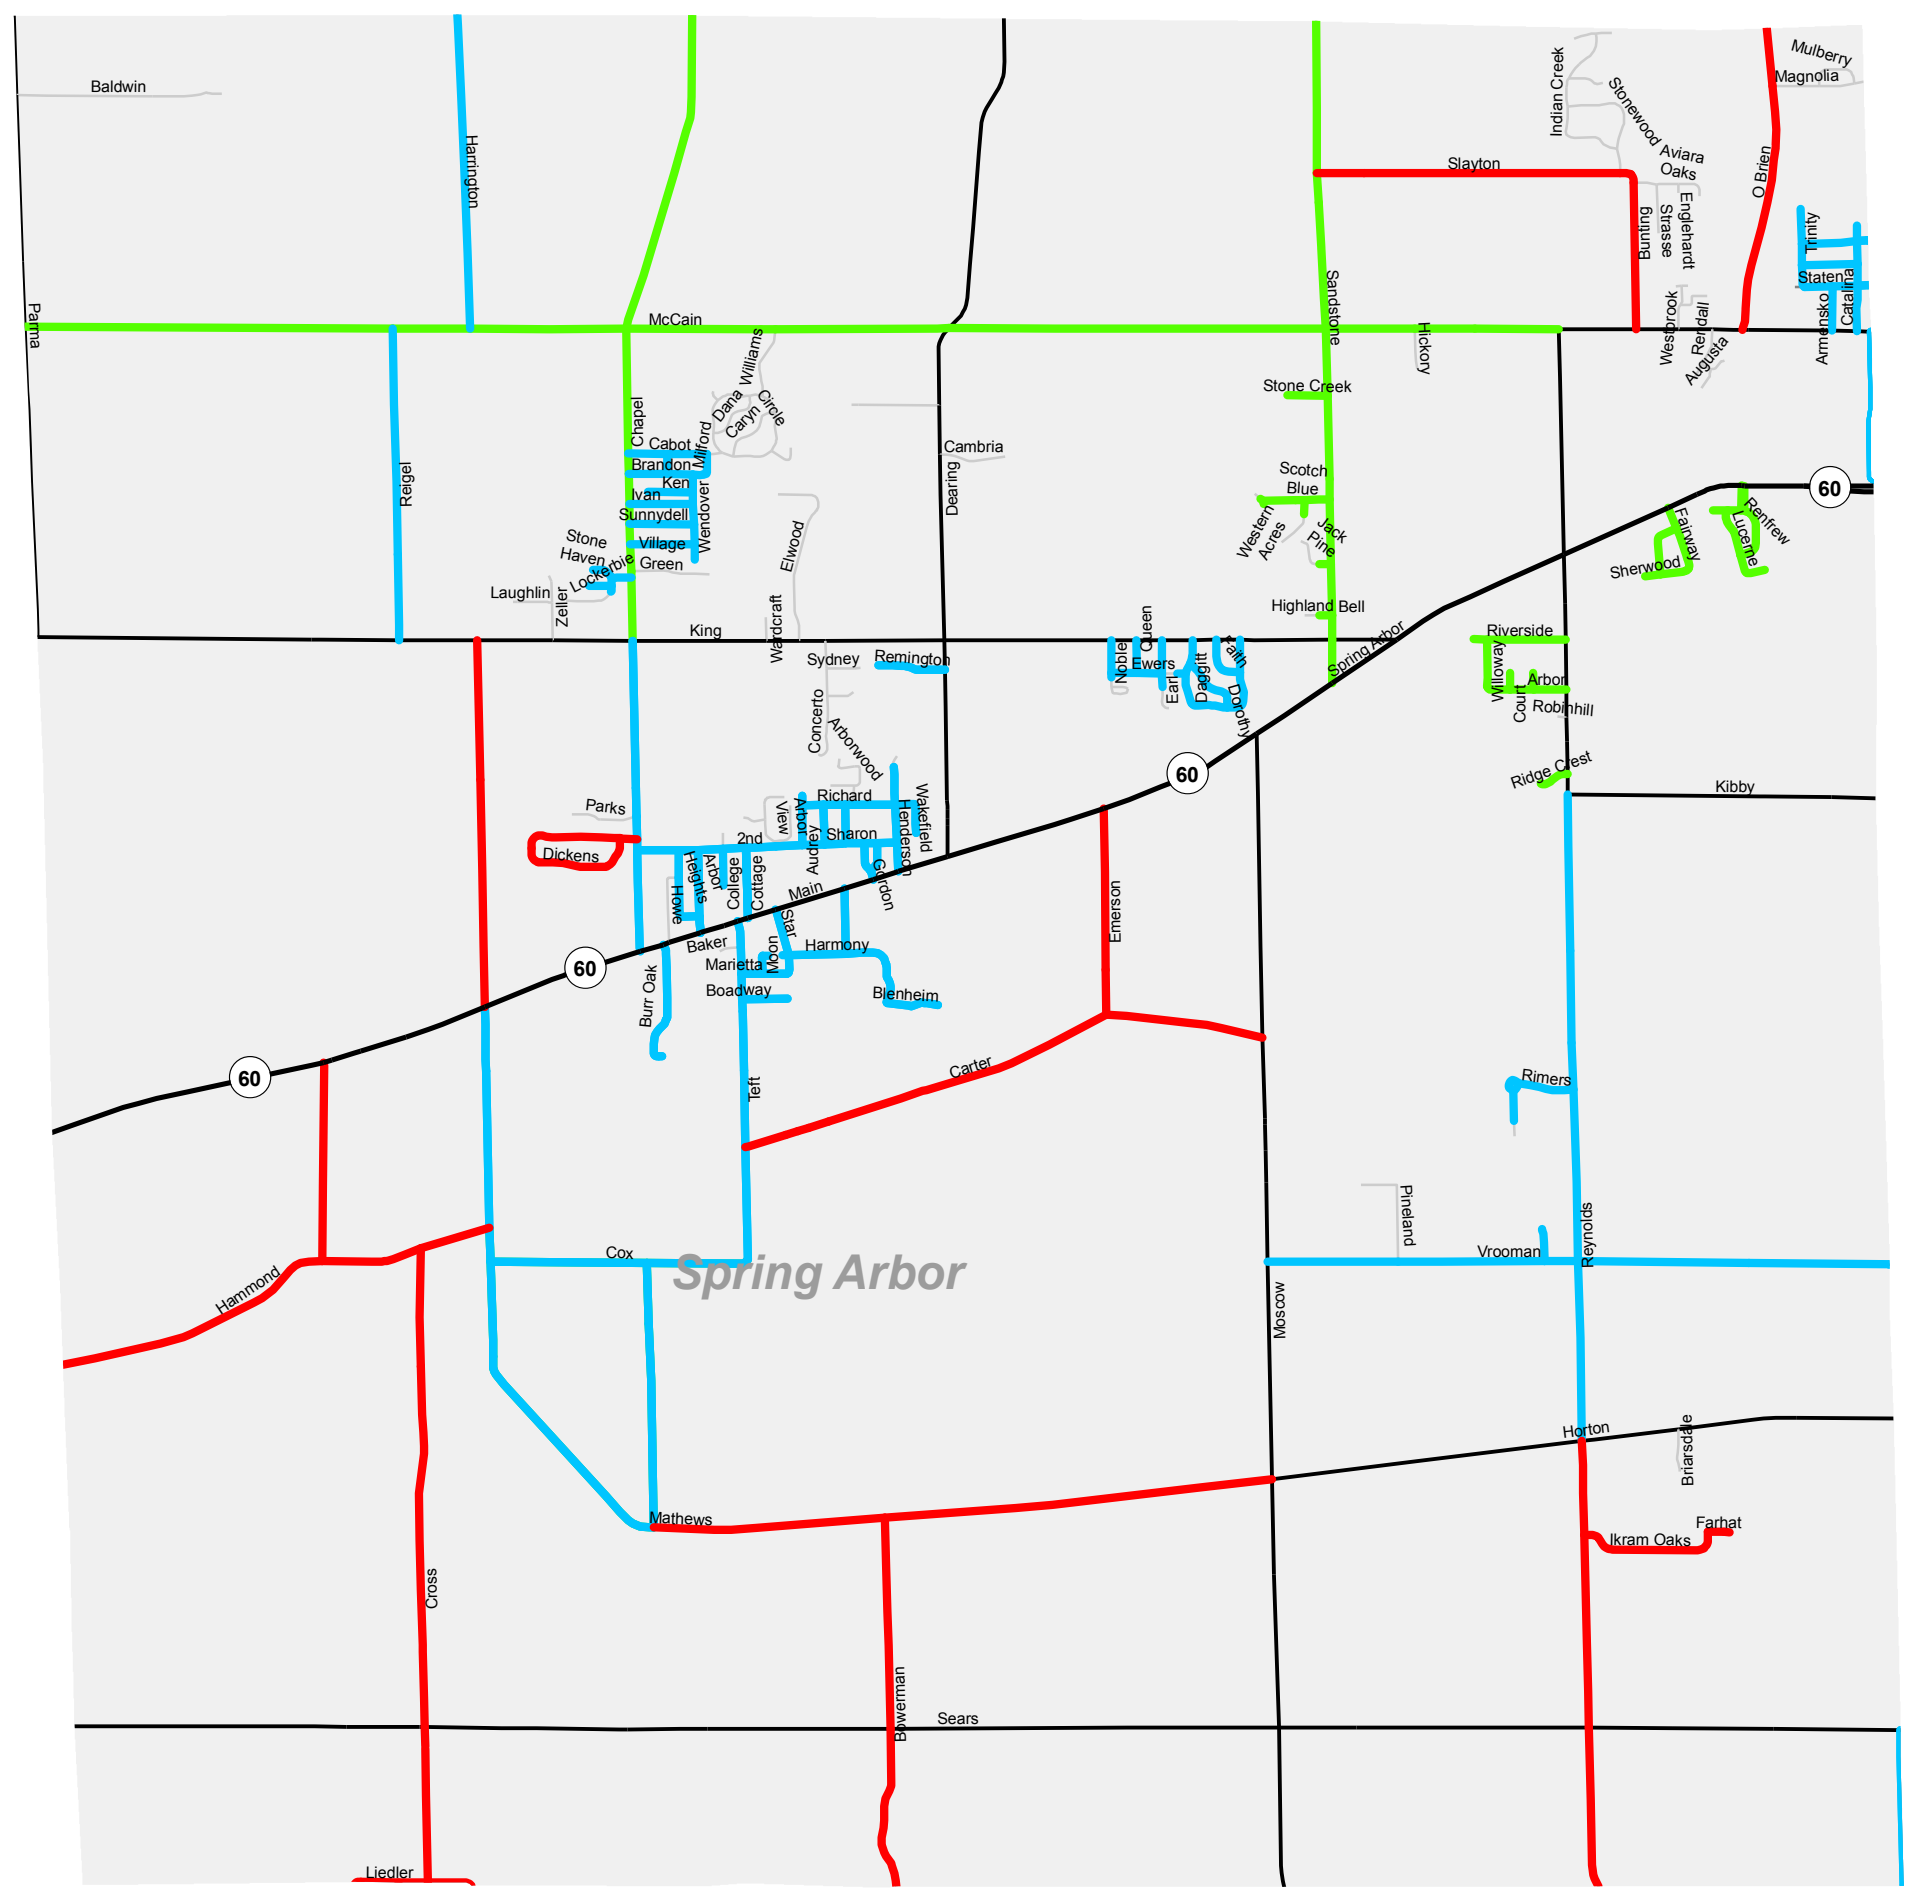 Mulberry
Magnolia
Baldwin
Indian Creek
Stonewood
Aviara
Oaks
Slayton
O Brien
Harrington
Englehardt
Strasse
Bunting
Trinity
Staten
Catalina
Armensko
Westbrook
Rendall
Augusta
Parma
McCain
Sandstone
Hickory
Williams
Stone Creek
Dana
Caryn
Circle
Chapel
Milford
Cabot
Brandon
Ken
Ivan
Sunnydell
Wendover
Village
Green
Stone
Haven
Lockerbie
Laughlin
Zeller
Reigel
Cambria
Dearing
Elwood
Scotch
Blue
Western
Acres
Jack
Pine
Highland Bell
60
Renfrew
Lucerne
Fairway
Sherwood
King
Wardcraft
Sydney
Remington
Concerto
Arborwood
Queen
Noble
Ewers
Earl
Daggitt
Faith
Dorothy
Spring Arbor
Riverside
Willoway
Court
Arbor
Robinhill
Ridge Crest
Kibby
60
Parks
Dickens
View
Arbor
Richard
Audrey
Sharon
Henderson
Wakefield
2nd
Gordon
Howe
Heights
Arbor
College
Cottage
Main
Star
Baker
Moon
Harmony
Marietta
Boadway
Blenheim
Burr Oak
60
60
Emerson
Teft
Carter
Rimers
Pineland
Vrooman
Reynolds
Cox
Spring Arbor
Hammond
Moscow
Horton
Briarsdale
Mathews
Farhat
Ikram Oaks
Cross
Bowerman
Sears
Liedler